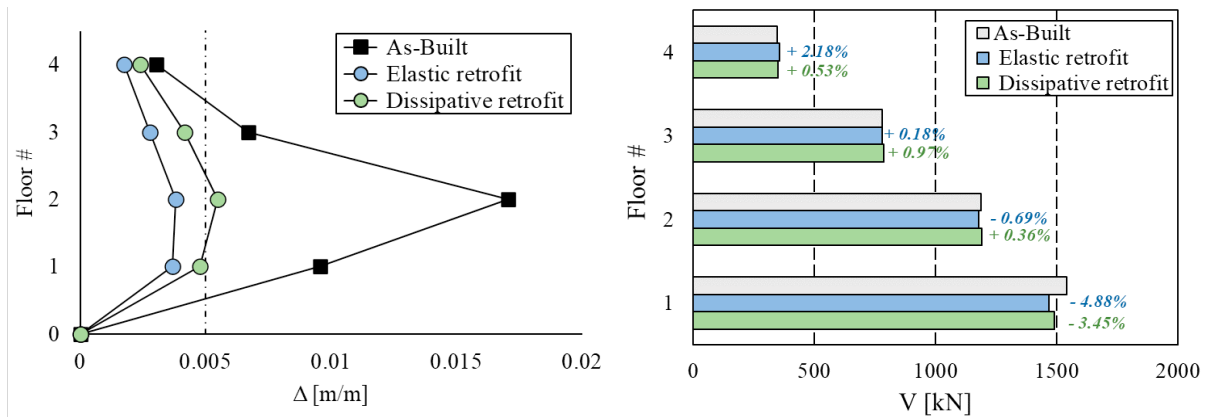 As-Built
Elastic retrofit
Dissipative retrofit
4
3
2
1
0
Floor #
0
0.005
0.01
0.015
0.02
Δ [m/m]
As-Built
Elastic retrofit
Dissipative retrofit
4
+ 2.18%
+ 0.53%
3
+ 0.18%
+ 0.97%
2
- 0.69%
+ 0.36%
1
- 4.88%
- 3.45%
Floor #
0
500
1000
1500
2000
V [kN]